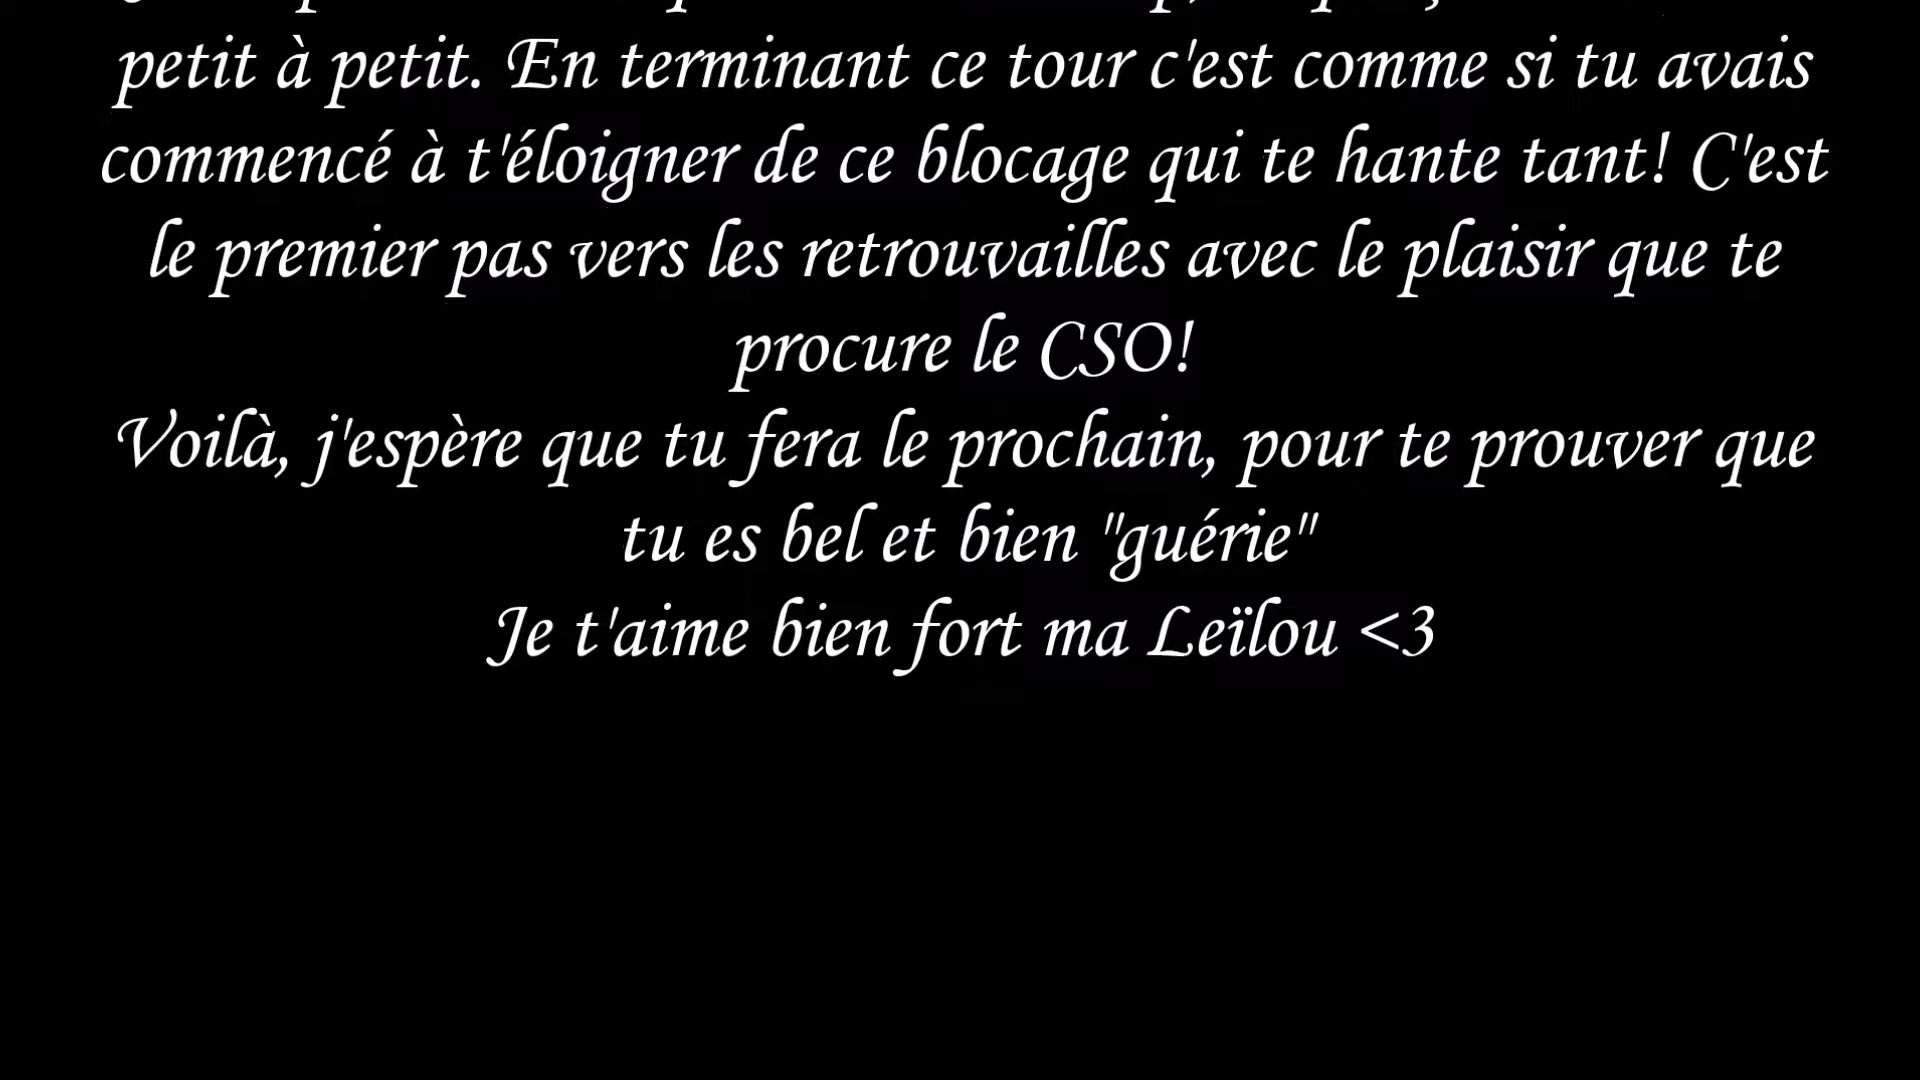 petit à petit. En terminant ce tour c'est comme si tu avais
commencé à t'éloigner de ce blocage qui te hante tant! C'est
le premier pas vers les retrouvailles avec le plaisir que te
procure le CSO!
Voilà, j'espère que tu fera le prochain, pour te prouver que
tu es bel et bien "guérie"
Je t'aime bien fort ma Leïlou <3